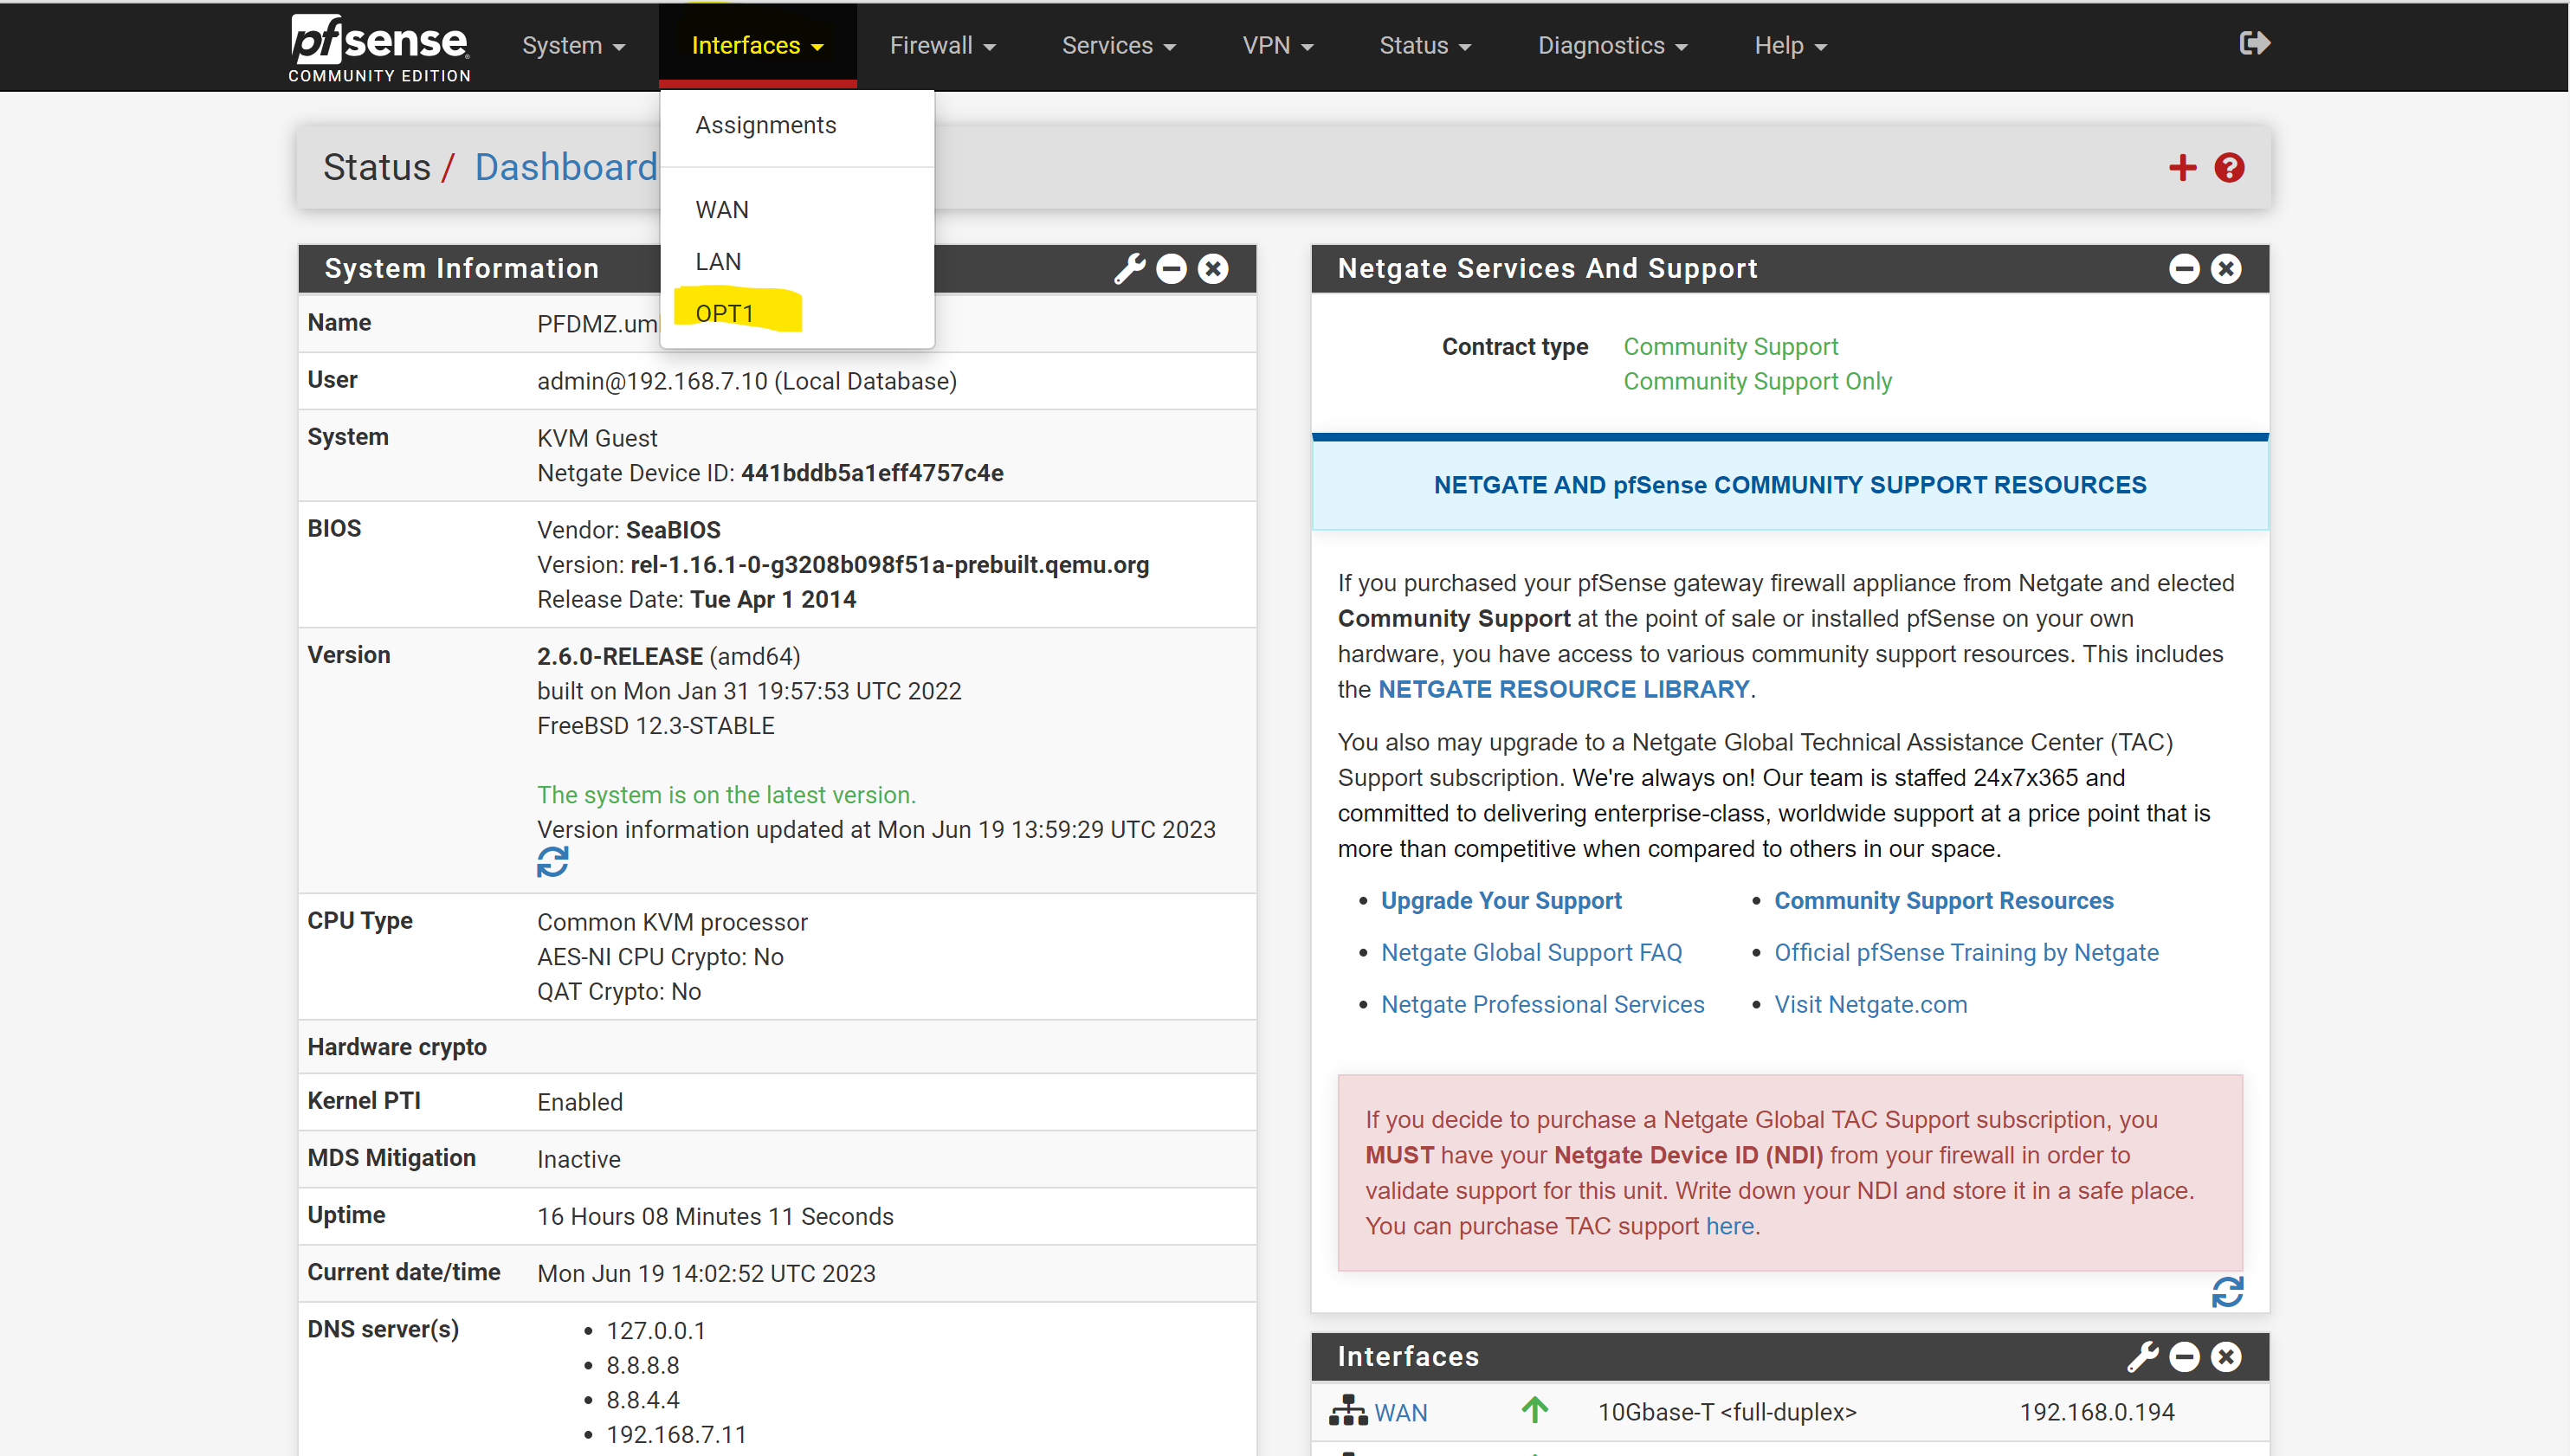 pfsense
COMMUNITY EDITION
System
Interfaces
Firewall
Services
VPN
Status
Diagnostics
Help
Assignments
WAN
LAN
OPT1
Status / Dashboard
System Information
Name PFDMZ.uml
User admin@192.168.7.10 (Local Database)
System KVM Guest
Netgate Device ID: 441bddb5a1eff4757c4e
BIOS Vendor: SeaBIOS
Version: rel-1.16.1-0-g3208b098f51a-prebuilt.qemu.org
Release Date: Tue Apr 1 2014
Version 2.6.0-RELEASE (amd64)
built on Mon Jan 31 19:57:53 UTC 2022
FreeBSD 12.3-STABLE
The system is on the latest version.
Version information updated at Mon Jun 19 13:59:29 UTC 2023
CPU Type Common KVM processor
AES-NI CPU Crypto: No
QAT Crypto: No
Hardware crypto
Kernel PTI Enabled
MDS Mitigation Inactive
Uptime 16 Hours 08 Minutes 11 Seconds
Current date/time Mon Jun 19 14:02:52 UTC 2023
DNS server(s) • 127.0.0.1
• 8.8.8.8
• 8.8.4.4
• 192.168.7.11
Netgate Services And Support
Contract type Community Support
Community Support Only
NETGATE AND pfSense COMMUNITY SUPPORT RESOURCES
If you purchased your pfSense gateway firewall appliance from Netgate and elected
Community Support at the point of sale or installed pfSense on your own
hardware, you have access to various community support resources. This includes
the NETGATE RESOURCE LIBRARY.
You also may upgrade to a Netgate Global Technical Assistance Center (TAC)
Support subscription. We're always on! Our team is staffed 24x7x365 and
committed to delivering enterprise-class, worldwide support at a price point that is
more than competitive when compared to others in our space.
• Upgrade Your Support
• Community Support Resources
• Netgate Global Support FAQ
• Official pfSense Training by Netgate
• Netgate Professional Services
• Visit Netgate.com
If you decide to purchase a Netgate Global TAC Support subscription, you
MUST have your Netgate Device ID (NDI) from your firewall in order to
validate support for this unit. Write down your NDI and store it in a safe place.
You can purchase TAC support here.
Interfaces
WAN 10Gbase-T <full-duplex> 192.168.0.194